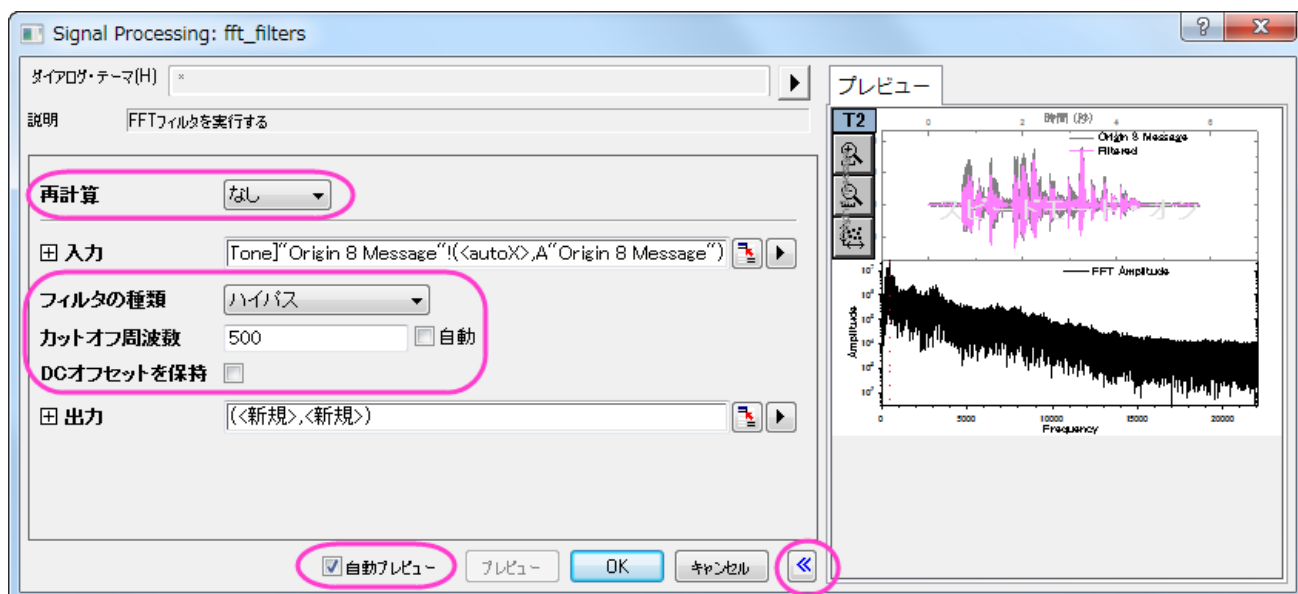 Signal Processing: fft_filters
ダイアログ・テーマ(H) *
説明 FFTフィルタを実行する
再計算 なし
入力 [Tone]"Origin 8 Message"!(<autoX>,A"Origin 8 Message")
フィルタの種類 ハイパス
カットオフ周波数 500 自動
DCオフセットを保持
出力 (<新規>,<新規>)
自動プレビュー プレビュー OK キャンセル
プレビュー
T2
時間 (秒)
0 2 4 6
Origin 8 Message
Filtered
FFT Amplitude
Amplitude
0 5000 10000 15000 20000
Frequency